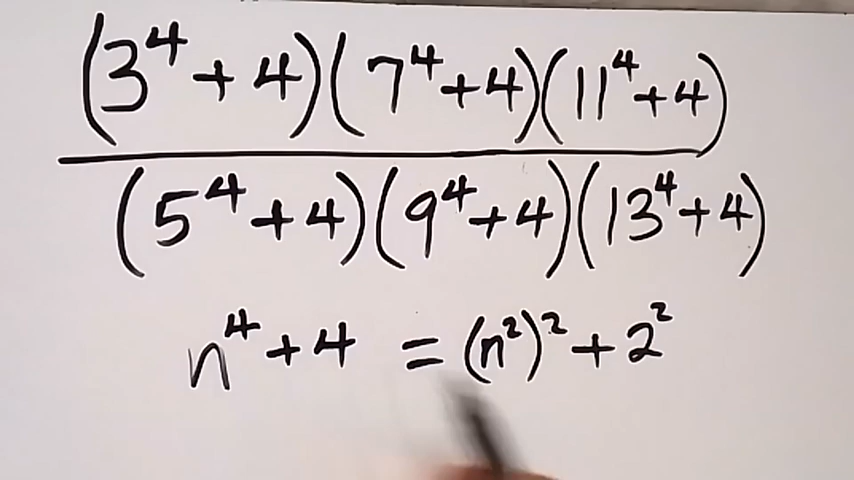 (3⁴ + 4)(7⁴ + 4)(11⁴ + 4)
(5⁴ + 4)(9⁴ + 4)(13⁴ + 4)
n⁴ + 4 = (n²)² + 2²